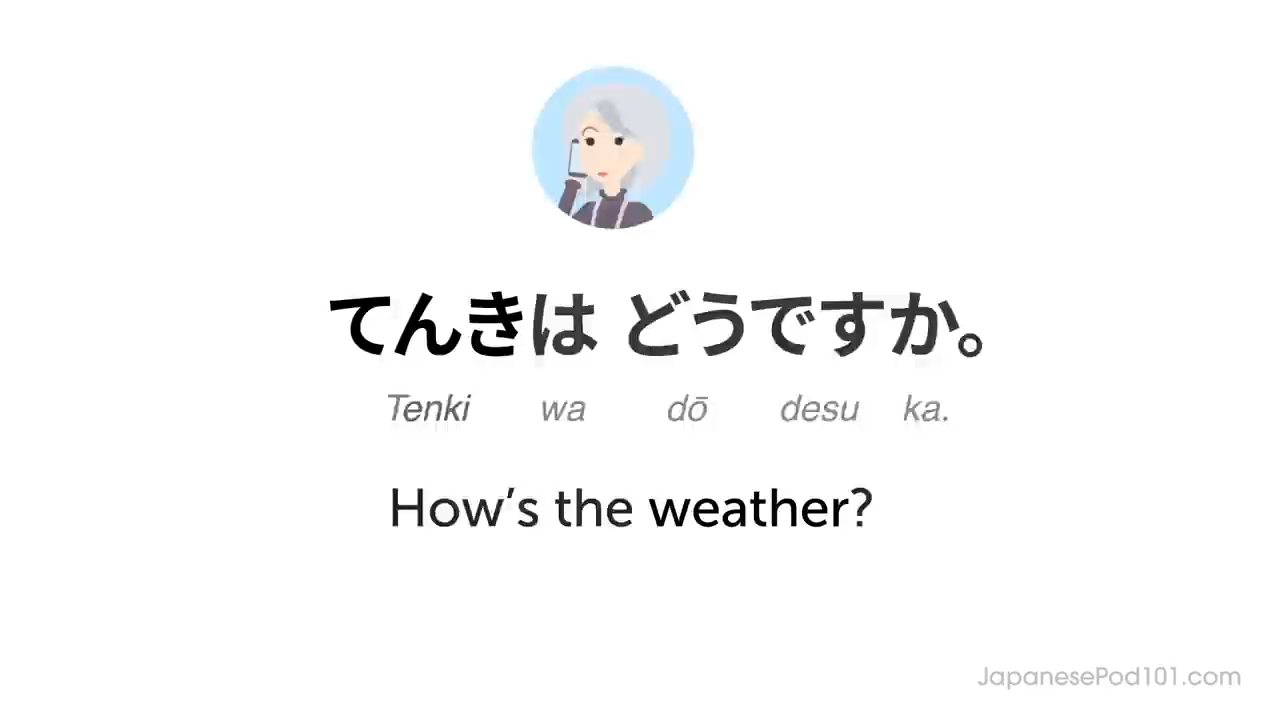 てんきは どうですか。
Tenki wa dō desu ka.
How's the weather?
JapanesePod101.com